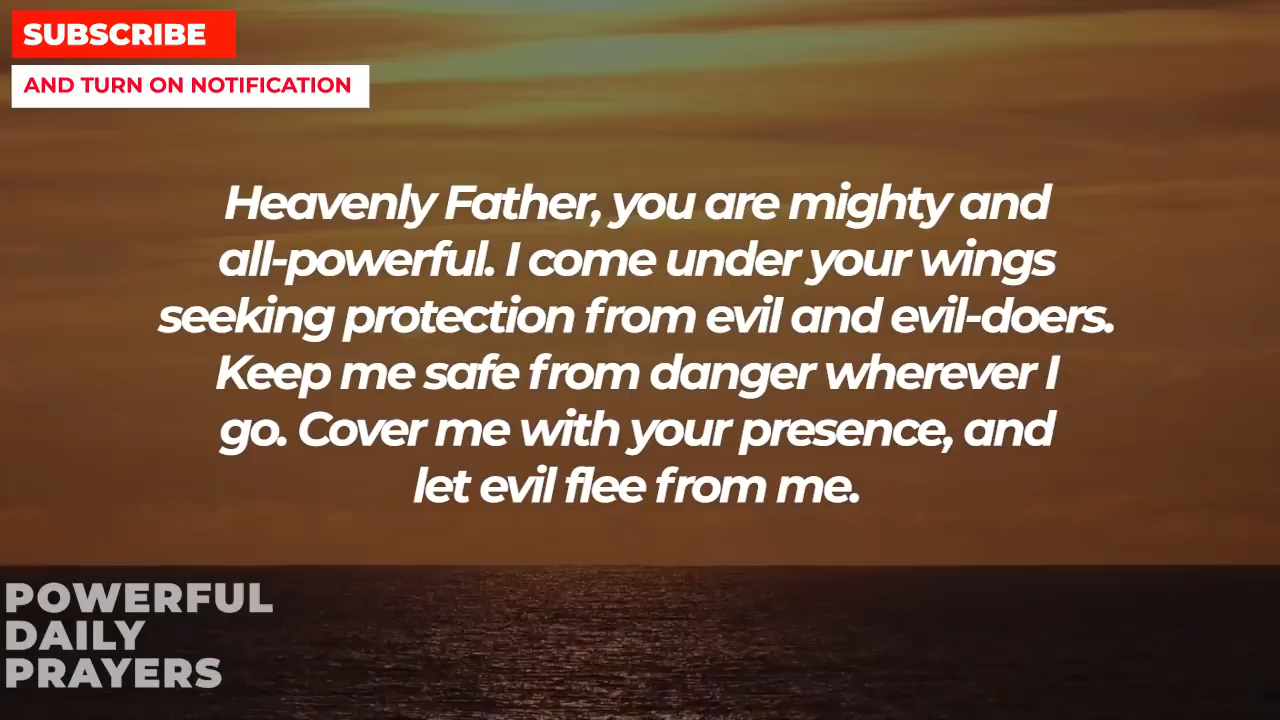 SUBSCRIBE
AND TURN ON NOTIFICATION
Heavenly Father, you are mighty and
all-powerful. I come under your wings
seeking protection from evil and evil-doers.
Keep me safe from danger wherever I
go. Cover me with your presence, and
let evil flee from me.
POWERFUL
DAILY
PRAYERS